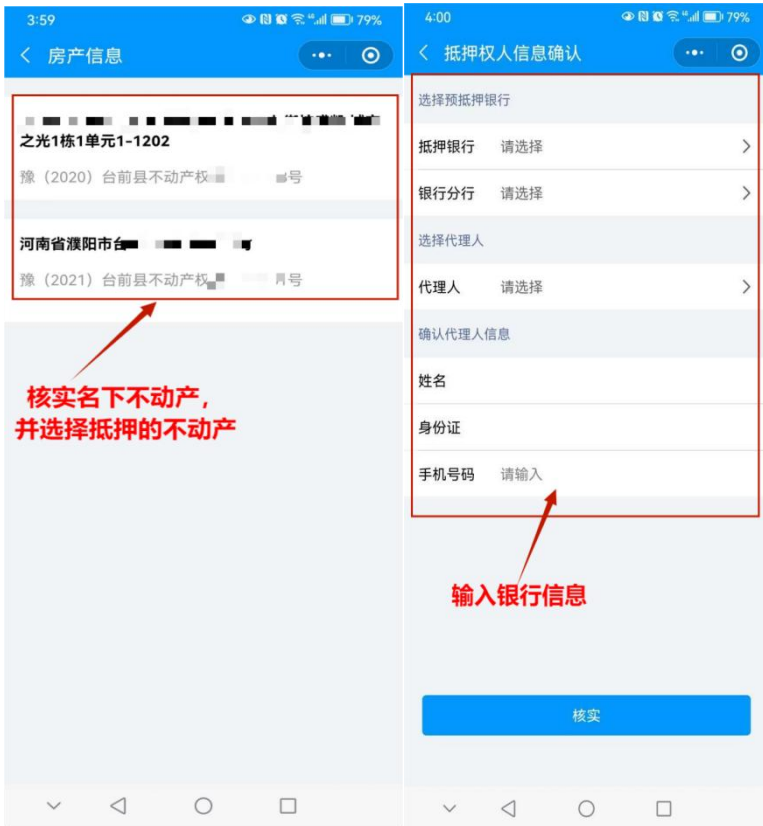 3:59
79%
房产信息
之光1栋1单元1-1202
豫（2020）台前县不动产权
号
河南省濮阳市台
豫（2021）台前县不动产权
号
核实名下不动产，
并选择抵押的不动产
4:00
79%
抵押权人信息确认
选择预抵押银行
抵押银行 请选择
银行分行 请选择
选择代理人
代理人 请选择
确认代理人信息
姓名
身份证
手机号码 请输入
输入银行信息
核实